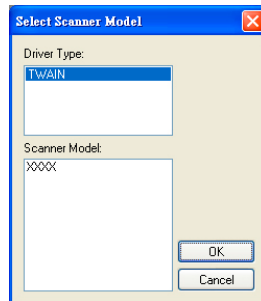 Select Scanner Model
Driver Type:
TWAIN
Scanner Model:
XXXX
OK
Cancel